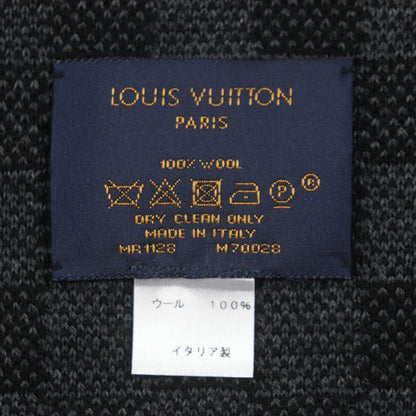 LOUIS VUITTON
PARIS
100% WOOL
P ®
DRY CLEAN ONLY
MADE IN ITALY
MR1128 M70028
ウール 100%
イタリア製